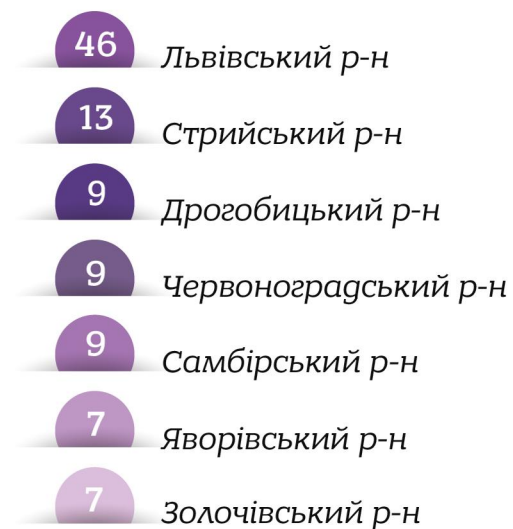 46 Львівський р-н
13 Стрийський р-н
9 Дрогобицький р-н
9 Червоноградський р-н
9 Самбірський р-н
7 Яворівський р-н
7 Золочівський р-н